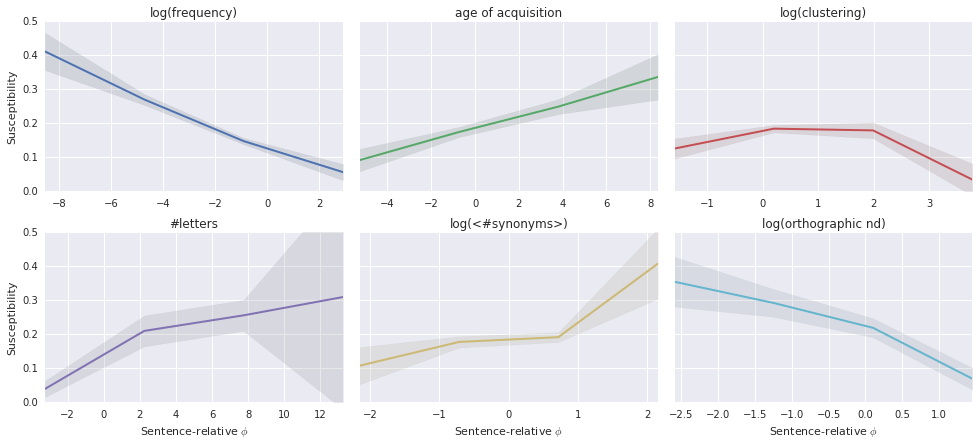 log(frequency)
age of acquisition
log(clustering)
Susceptibility
0.5
0.4
0.3
0.2
0.1
0.0
−8 −6 −4 −2 0 2
−4 −2 0 2 4 6 8
−1 0 1 2 3
#letters
log(<#synonyms>)
log(orthographic nd)
Susceptibility
0.5
0.4
0.3
0.2
0.1
0.0
−2 0 2 4 6 8 10 12
−2 −1 0 1 2
−2.5 −2.0 −1.5 −1.0 −0.5 0.0 0.5 1.0
Sentence-relative ϕ
Sentence-relative ϕ
Sentence-relative ϕ